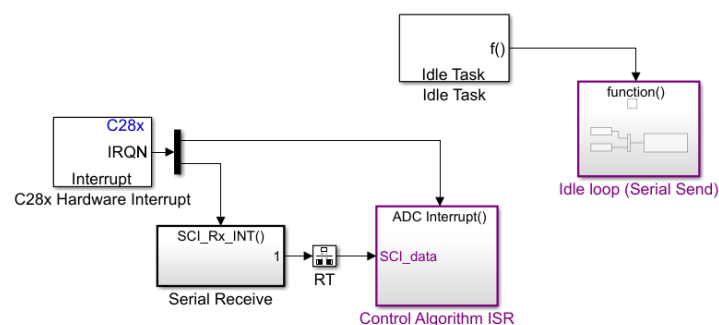 f()
Idle Task
Idle Task
function()
Idle loop (Serial Send)
C28x
IRQN
Interrupt
C28x Hardware Interrupt
SCI_Rx_INT()
1
Serial Receive
RT
ADC Interrupt()
SCI_data
Control Algorithm ISR